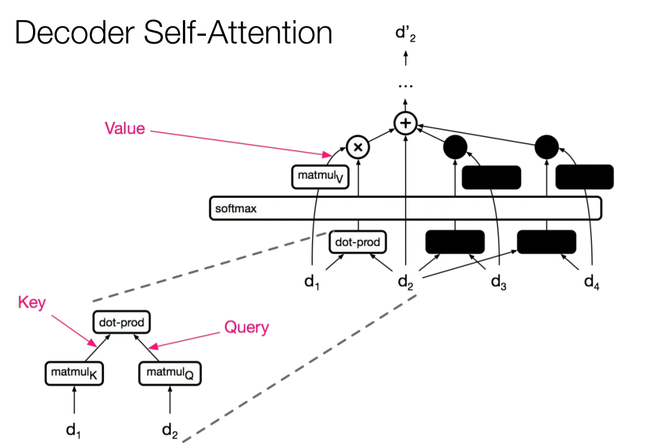 Decoder Self-Attention
d'₂
...
+
Value
×
matmulV
softmax
dot-prod
d₁
d₂
d₃
d₄
Key
dot-prod
Query
matmulK
matmulQ
d₁
d₂